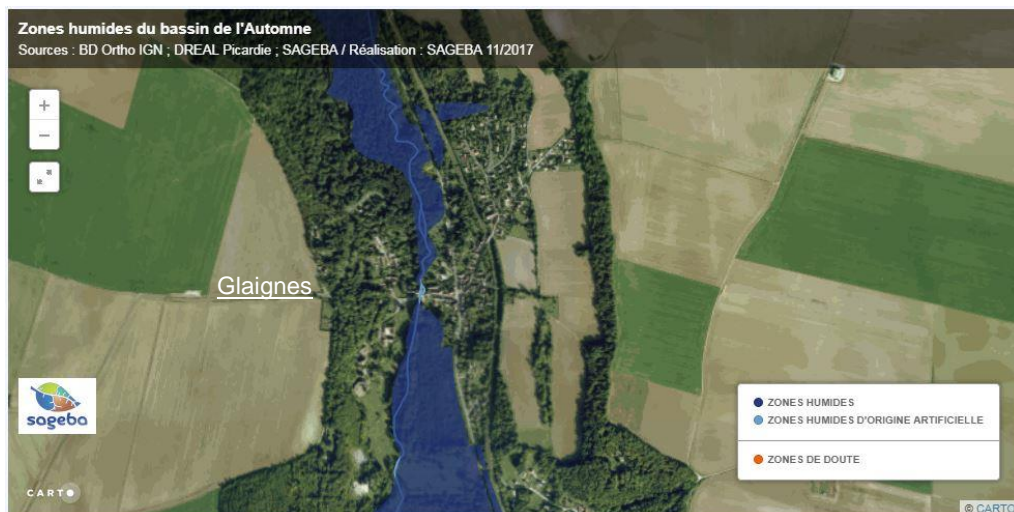 Zones humides du bassin de l'Automne
Sources : BD Ortho IGN ; DREAL Picardie ; SAGEBA / Réalisation : SAGEBA 11/2017
+
−
Glaignes
sageba
ZONES HUMIDES
ZONES HUMIDES D'ORIGINE ARTIFICIELLE
ZONES DE DOUTE
CARTO
© CARTO